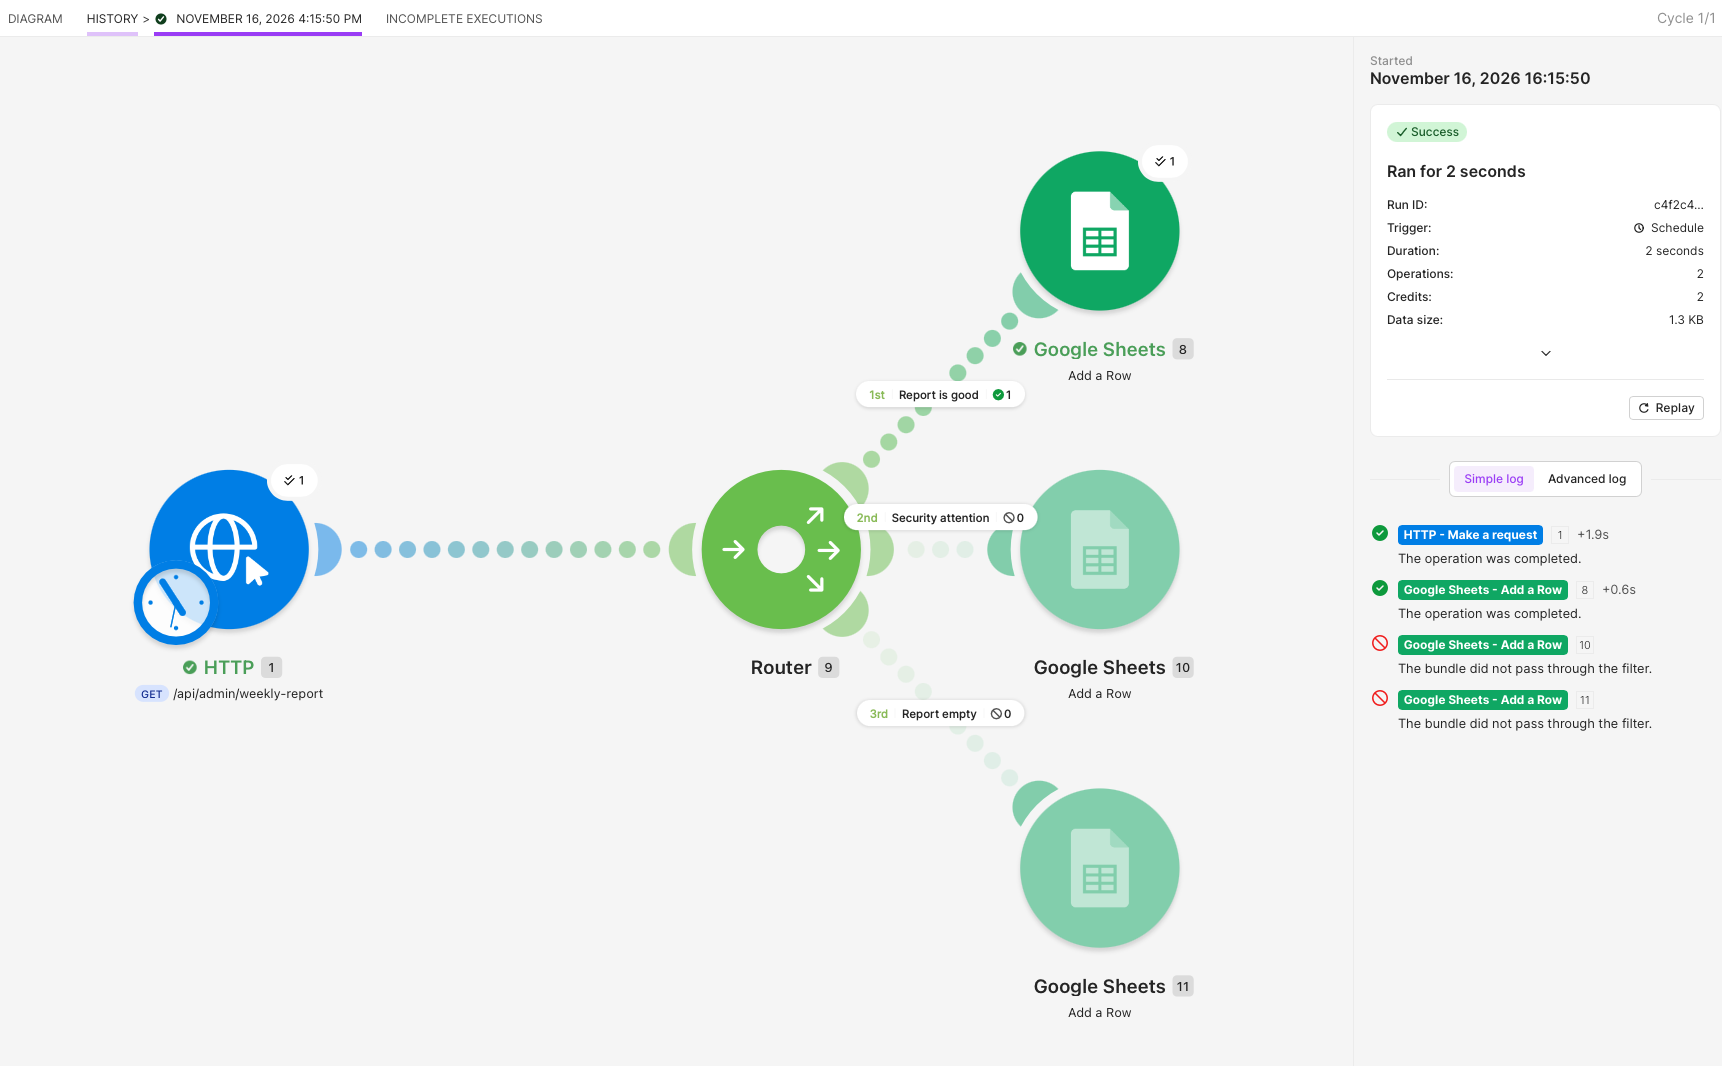 DIAGRAM HISTORY > NOVEMBER 16, 2026 4:15:50 PM INCOMPLETE EXECUTIONS Cycle 1/1
1
Google Sheets 8
Add a Row
1st Report is good 1
1
HTTP 1
GET /api/admin/weekly-report
Router 9
2nd Security attention 0
Google Sheets 10
Add a Row
3rd Report empty 0
Google Sheets 11
Add a Row
Started
November 16, 2026 16:15:50
Success
Ran for 2 seconds
Run ID: c4f2c4...
Trigger: Schedule
Duration: 2 seconds
Operations: 2
Credits: 2
Data size: 1.3 KB
Replay
Simple log Advanced log
HTTP - Make a request 1 +1.9s
The operation was completed.
Google Sheets - Add a Row 8 +0.6s
The operation was completed.
Google Sheets - Add a Row 10
The bundle did not pass through the filter.
Google Sheets - Add a Row 11
The bundle did not pass through the filter.